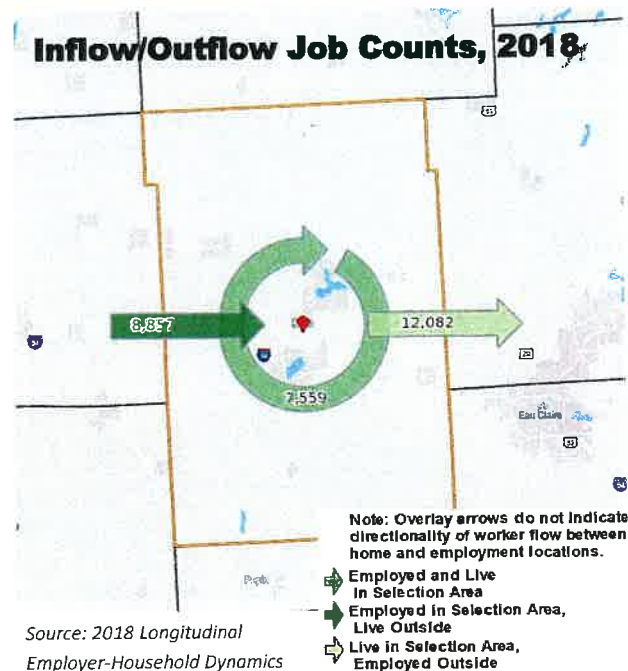 Inflow/Outflow Job Counts, 2018
8,857
12,082
7,559
29
Eau Claire
94
Note: Overlay arrows do not indicate
directionality of worker flow between
home and employment locations.
Employed and Live
in Selection Area
Employed in Selection Area,
Live Outside
Live in Selection Area,
Employed Outside
Source: 2018 Longitudinal
Employer-Household Dynamics